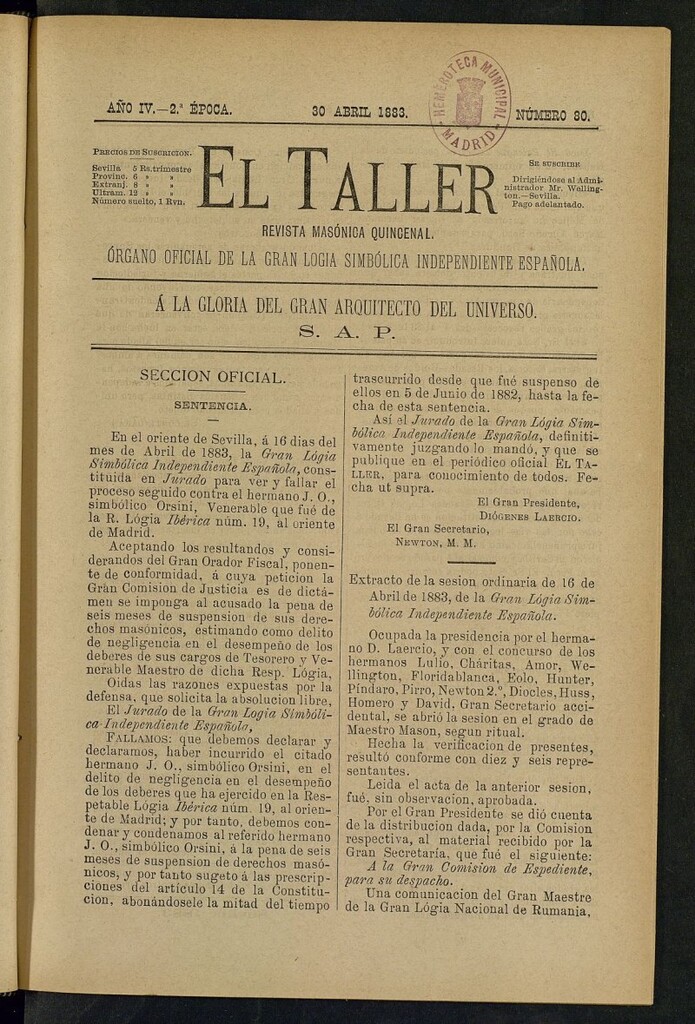 AÑO IV.—2.ª ÉPOCA.
30 ABRIL 1883.
NÚMERO 80.
HEMEROTECA MUNICIPAL
MADRID
PRECIOS DE SUSCRICION.
Sevilla 5 Rs. trimestre
Provinc. 6 » »
Extranj. 8 » »
Ultram. 12 » »
Número suelto, 1 Rvn.
EL TALLER
SE SUSCRIBE
Dirigiéndose al Admi-
nistrador Mr. Welling-
ton.—Sevilla.
Pago adelantado.
REVISTA MASÓNICA QUINCENAL.
ÓRGANO OFICIAL DE LA GRAN LOGIA SIMBÓLICA INDEPENDIENTE ESPAÑOLA.
Á LA GLORIA DEL GRAN ARQUITECTO DEL UNIVERSO.
S. A. P.
SECCION OFICIAL.
SENTENCIA.
En el oriente de Sevilla, á 16 dias del
mes de Abril de 1883, la Gran Lógia
Simbólica Independiente Española, cons-
tituida en Jurado para ver y fallar el
proceso seguido contra el hermano J. O.,
simbólico Orsini, Venerable que fué de
la R. Lógia Ibérica núm. 19, al oriente
de Madrid.
Aceptando los resultandos y consi-
derandos del Gran Orador Fiscal, ponen-
te de conformidad, á cuya peticion la
Gran Comision de Justicia es de dictá-
men se imponga al acusado la pena de
seis meses de suspension de sus dere-
chos masónicos, estimando como delito
de negligencia en el desempeño de los
deberes de sus cargos de Tesorero y Ve-
nerable Maestro de dicha Resp. Lógia,
Oidas las razones expuestas por la
defensa, que solicita la absolucion libre,
El Jurado de la Gran Logia Simbóli-
ca Independiente Española,
FALLAMOS: que debemos declarar y
declaramos, haber incurrido el citado
hermano J. O., simbólico Orsini, en el
delito de negligencia en el desempeño
de los deberes que ha ejercido en la Res-
petable Lógia Ibérica núm. 19, al orien-
te de Madrid; y por tanto, debemos con-
denar y condenamos al referido hermano
J. O., simbólico Orsini, á la pena de seis
meses de suspension de derechos masó-
nicos, y por tanto sugeto á las prescrip-
ciones del artículo 14 de la Constitu-
cion, abonándosele la mitad del tiempo
trascurrido desde que fué suspenso de
ellos en 5 de Junio de 1882, hasta la fe-
cha de esta sentencia.
Así el Jurado de la Gran Lógia Sim-
bólica Independiente Española, definiti-
vamente juzgando lo mandó, y que se
publique en el periódico oficial EL TA-
LLER, para conocimiento de todos. Fe-
cha ut supra.
El Gran Presidente,
DIÓGENES LAERCIO.
El Gran Secretario,
NEWTON, M. M.
Extracto de la sesion ordinaria de 16 de
Abril de 1883, de la Gran Lógia Sim-
bólica Independiente Española.
Ocupada la presidencia por el herma-
no D. Laercio, y con el concurso de los
hermanos Lulio, Cháritas, Amor, We-
llington, Floridablanca, Eolo, Hunter,
Píndaro, Pirro, Newton 2.º, Diocles, Huss,
Homero y David, Gran Secretario acci-
dental, se abrió la sesion en el grado de
Maestro Mason, segun ritual.
Hecha la verificacion de presentes,
resultó conforme con diez y seis repre-
sentantes.
Leida el acta de la anterior sesion,
fué, sin observacion, aprobada.
Por el Gran Presidente se dió cuenta
de la distribucion dada, por la Comision
respectiva, al material recibido por la
Gran Secretaría, que fué el siguiente:
A la Gran Comision de Espediente,
para su despacho.
Una comunicacion del Gran Maestre
de la Gran Lógia Nacional de Rumania,